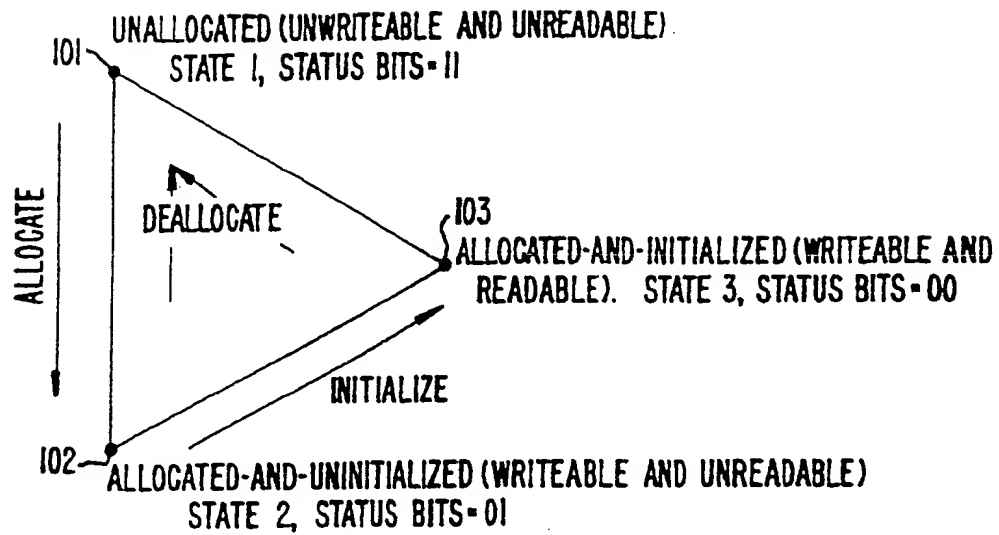 UNALLOCATED (UNWRITEABLE AND UNREADABLE)
101
STATE 1, STATUS BITS=11
ALLOCATE
DEALLOCATE
103
ALLOCATED-AND-INITIALIZED (WRITEABLE AND
READABLE). STATE 3, STATUS BITS=00
INITIALIZE
102
ALLOCATED-AND-UNINITIALIZED (WRITEABLE AND UNREADABLE)
STATE 2, STATUS BITS=01